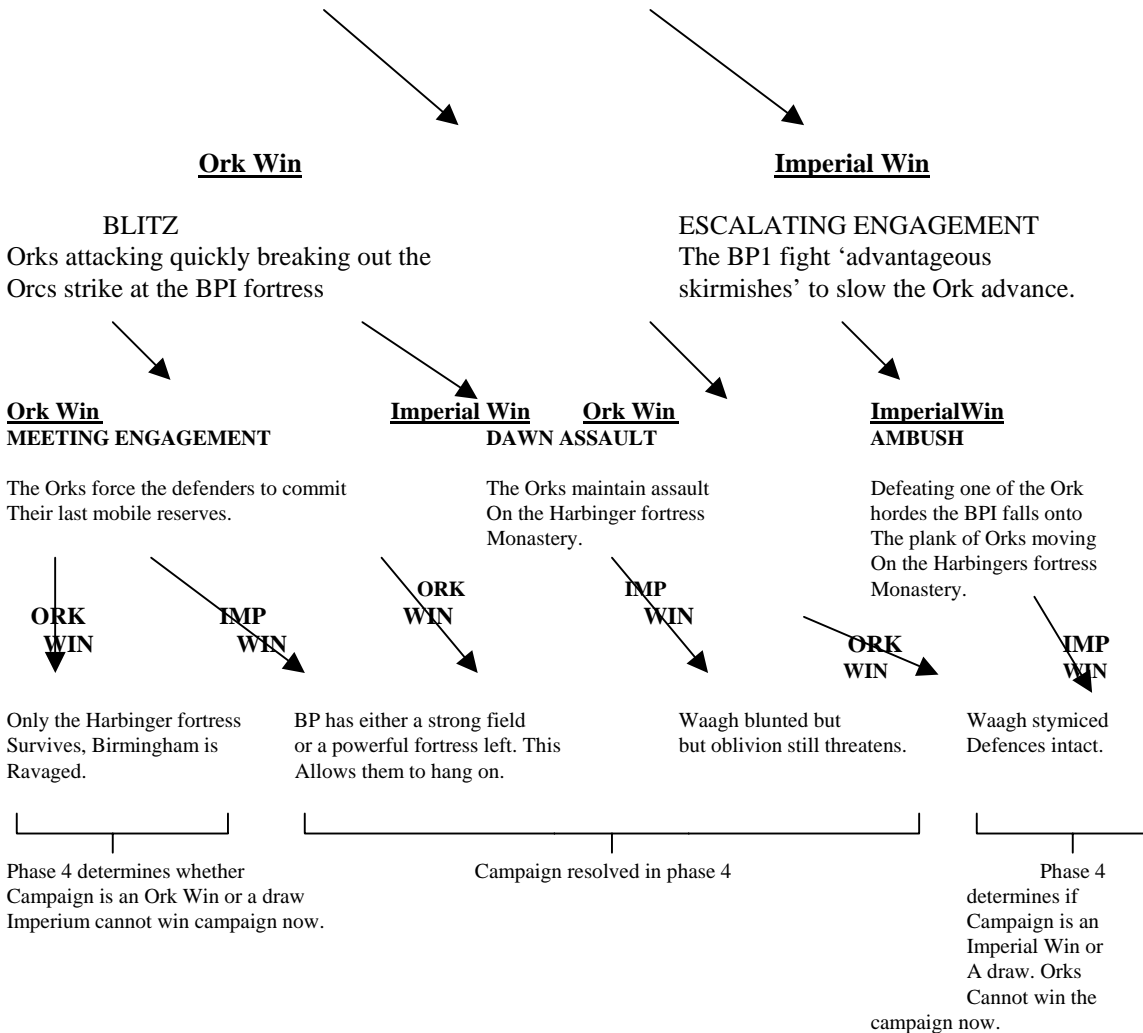 Ork Win
Imperial Win
BLITZ
Orks attacking quickly breaking out the
Orcs strike at the BPI fortress
ESCALATING ENGAGEMENT
The BP1 fight ‘advantageous
skirmishes’ to slow the Ork advance.
Ork Win
MEETING ENGAGEMENT
The Orks force the defenders to commit
Their last mobile reserves.
Imperial Win Ork Win
DAWN ASSAULT
The Orks maintain assault
On the Harbinger fortress
Monastery.
ImperialWin
AMBUSH
Defeating one of the Ork
hordes the BPI falls onto
The plank of Orks moving
On the Harbingers fortress
Monastery.
ORK
WIN
IMP
WIN
ORK
WIN
IMP
WIN
ORK
WIN
IMP
WIN
Only the Harbinger fortress
Survives, Birmingham is
Ravaged.
BP has either a strong field
or a powerful fortress left. This
Allows them to hang on.
Waagh blunted but
but oblivion still threatens.
Waagh stymiced
Defences intact.
Phase 4 determines whether
Campaign is an Ork Win or a draw
Imperium cannot win campaign now.
Campaign resolved in phase 4
Phase 4
determines if
Campaign is an
Imperial Win or
A draw. Orks
Cannot win the
campaign now.